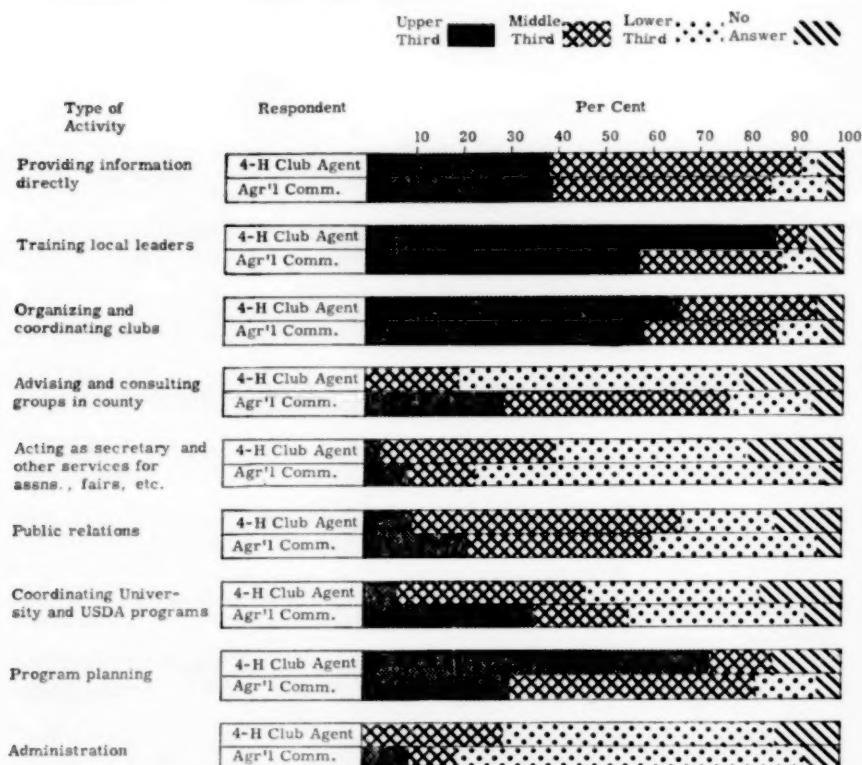 Upper Middle Lower No
Third Third Third Answer
Type of Respondent Per Cent
Activity
10 20 30 40 50 60 70 80 90 100
Providing information 4-H Club Agent
directly Agr'l Comm.
Training local leaders 4-H Club Agent
Agr'l Comm.
Organizing and 4-H Club Agent
coordinating clubs Agr'l Comm.
Advising and consulting 4-H Club Agent
groups in county Agr'l Comm.
Acting as secretary and 4-H Club Agent
other services for Agr'l Comm.
assns., fairs, etc.
Public relations 4-H Club Agent
Agr'l Comm.
Coordinating Univer- 4-H Club Agent
sity and USDA programs Agr'l Comm.
Program planning 4-H Club Agent
Agr'l Comm.
Administration 4-H Club Agent
Agr'l Comm.